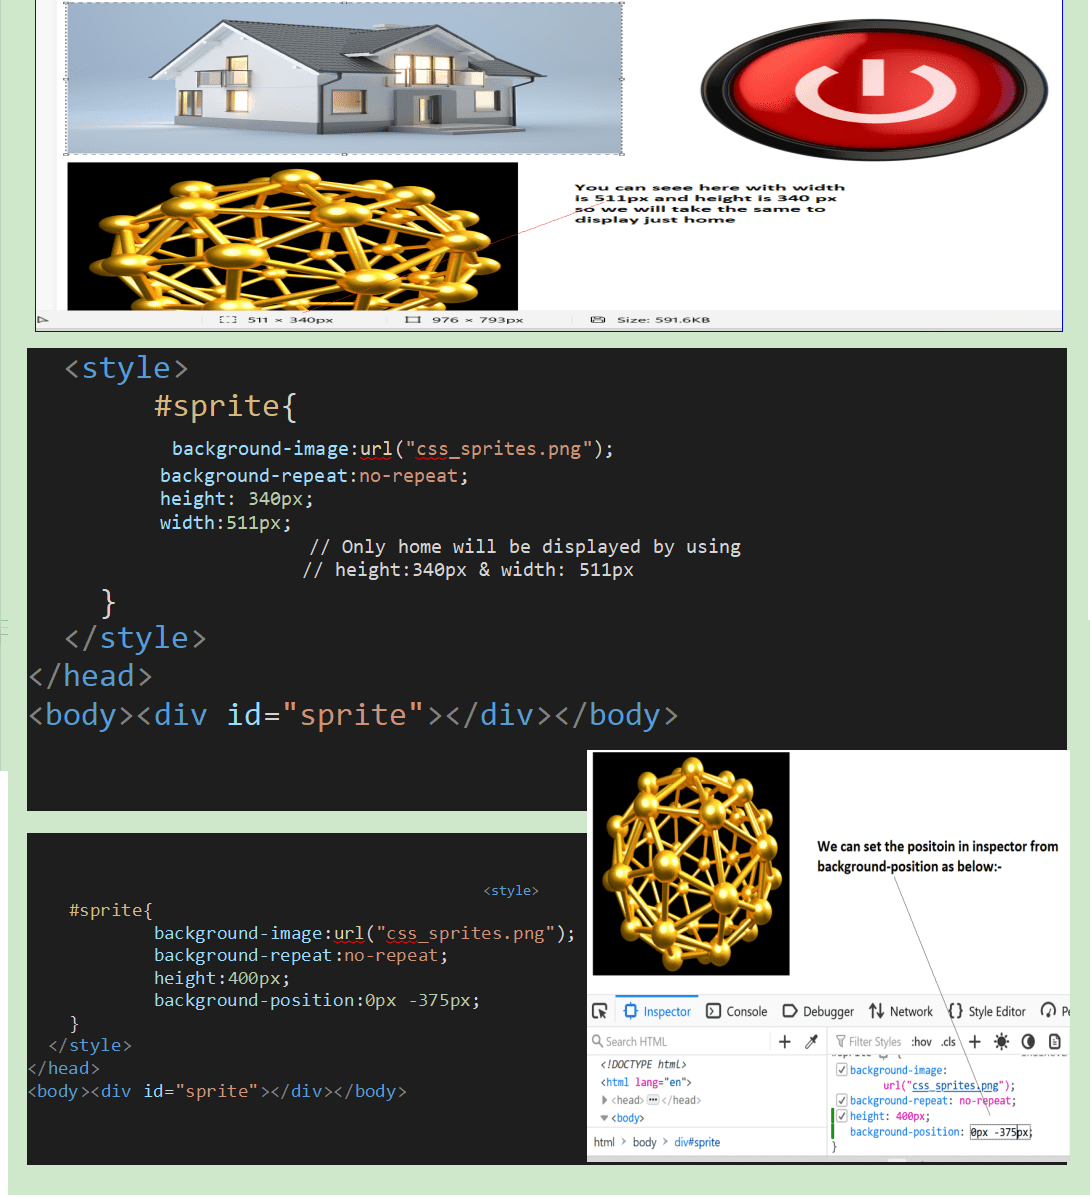 You can seee here with width
is 511px and height is 340 px
so we will take the same to
display just home
511 × 340px
976 × 793px
Size: 591.6KB
<style>
#sprite{
background-image:url("css_sprites.png");
background-repeat:no-repeat;
height: 340px;
width:511px;
// Only home will be displayed by using
// height:340px & width: 511px
}
</style>
</head>
<body><div id="sprite"></div></body>
We can set the positoin in inspector from
background-position as below:-
<style>
#sprite{
background-image:url("css_sprites.png");
background-repeat:no-repeat;
height:400px;
background-position:0px -375px;
}
</style>
</head>
<body><div id="sprite"></div></body>
Inspector Console Debugger Network {} Style Editor
Search HTML
<!DOCTYPE html>
<html lang="en">
<head> ••• </head>
<body>
html > body > div#sprite
Filter Styles :hov .cls
background-image:
url("css_sprites.png");
background-repeat: no-repeat;
height: 400px;
background-position: 0px -375px;
}